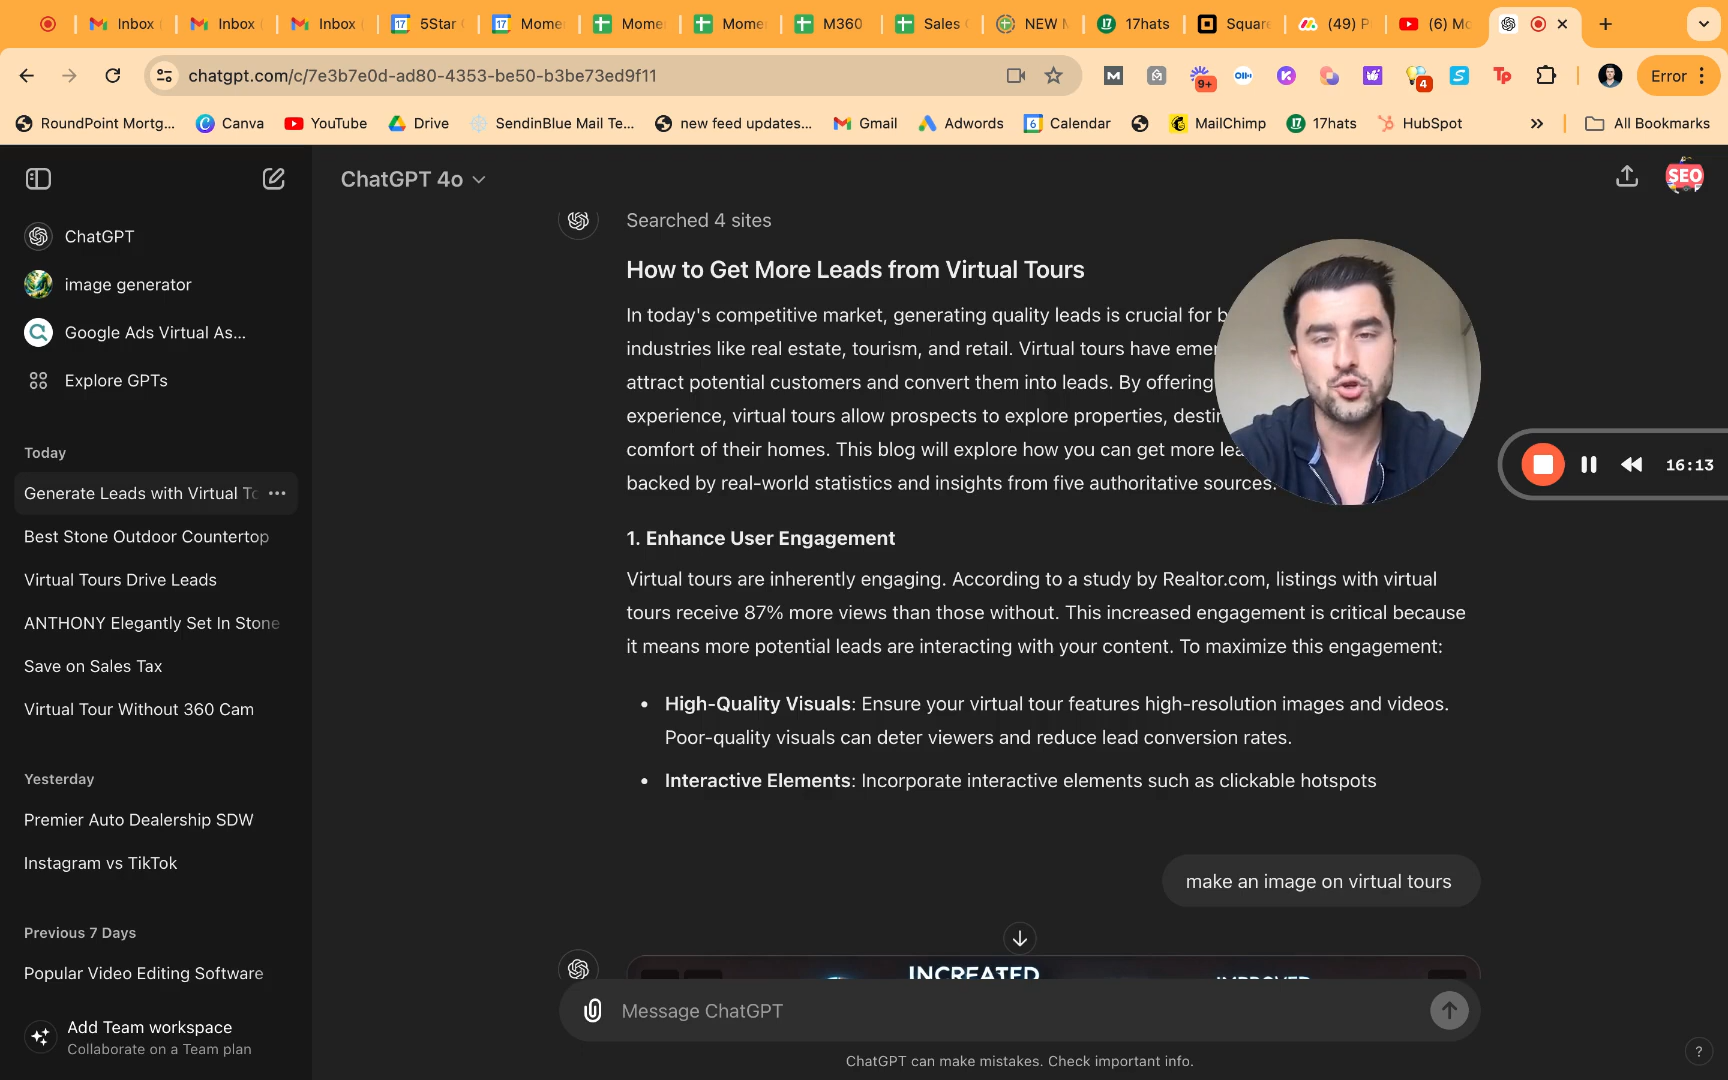 Inbox
Inbox
Inbox
5Star
Mome
Mome
Mome
M360
Sales
NEW
17hats
Square
(49) P
(6) Mo
chatgpt.com/c/7e3b7e0d-ad80-4353-be50-b3be73ed9f11
9+
4
Error
RoundPoint Mortg...
Canva
YouTube
Drive
SendinBlue Mail Te...
new feed updates...
Gmail
Adwords
Calendar
MailChimp
17hats
HubSpot
All Bookmarks
ChatGPT 4o
SEO
ChatGPT
image generator
Google Ads Virtual As...
Explore GPTs
Today
Generate Leads with Virtual To
Best Stone Outdoor Countertop
Virtual Tours Drive Leads
ANTHONY Elegantly Set In Stone
Save on Sales Tax
Virtual Tour Without 360 Cam
Yesterday
Premier Auto Dealership SDW
Instagram vs TikTok
Previous 7 Days
Popular Video Editing Software
Add Team workspace
Collaborate on a Team plan
Searched 4 sites
How to Get More Leads from Virtual Tours
In today's competitive market, generating quality leads is crucial for b
industries like real estate, tourism, and retail. Virtual tours have emer
attract potential customers and convert them into leads. By offering
experience, virtual tours allow prospects to explore properties, destin
comfort of their homes. This blog will explore how you can get more lea
backed by real-world statistics and insights from five authoritative sources.
1. Enhance User Engagement
Virtual tours are inherently engaging. According to a study by Realtor.com, listings with virtual
tours receive 87% more views than those without. This increased engagement is critical because
it means more potential leads are interacting with your content. To maximize this engagement:
• High-Quality Visuals: Ensure your virtual tour features high-resolution images and videos.
Poor-quality visuals can deter viewers and reduce lead conversion rates.
• Interactive Elements: Incorporate interactive elements such as clickable hotspots
16:13
make an image on virtual tours
INCREATED
Message ChatGPT
ChatGPT can make mistakes. Check important info.
?